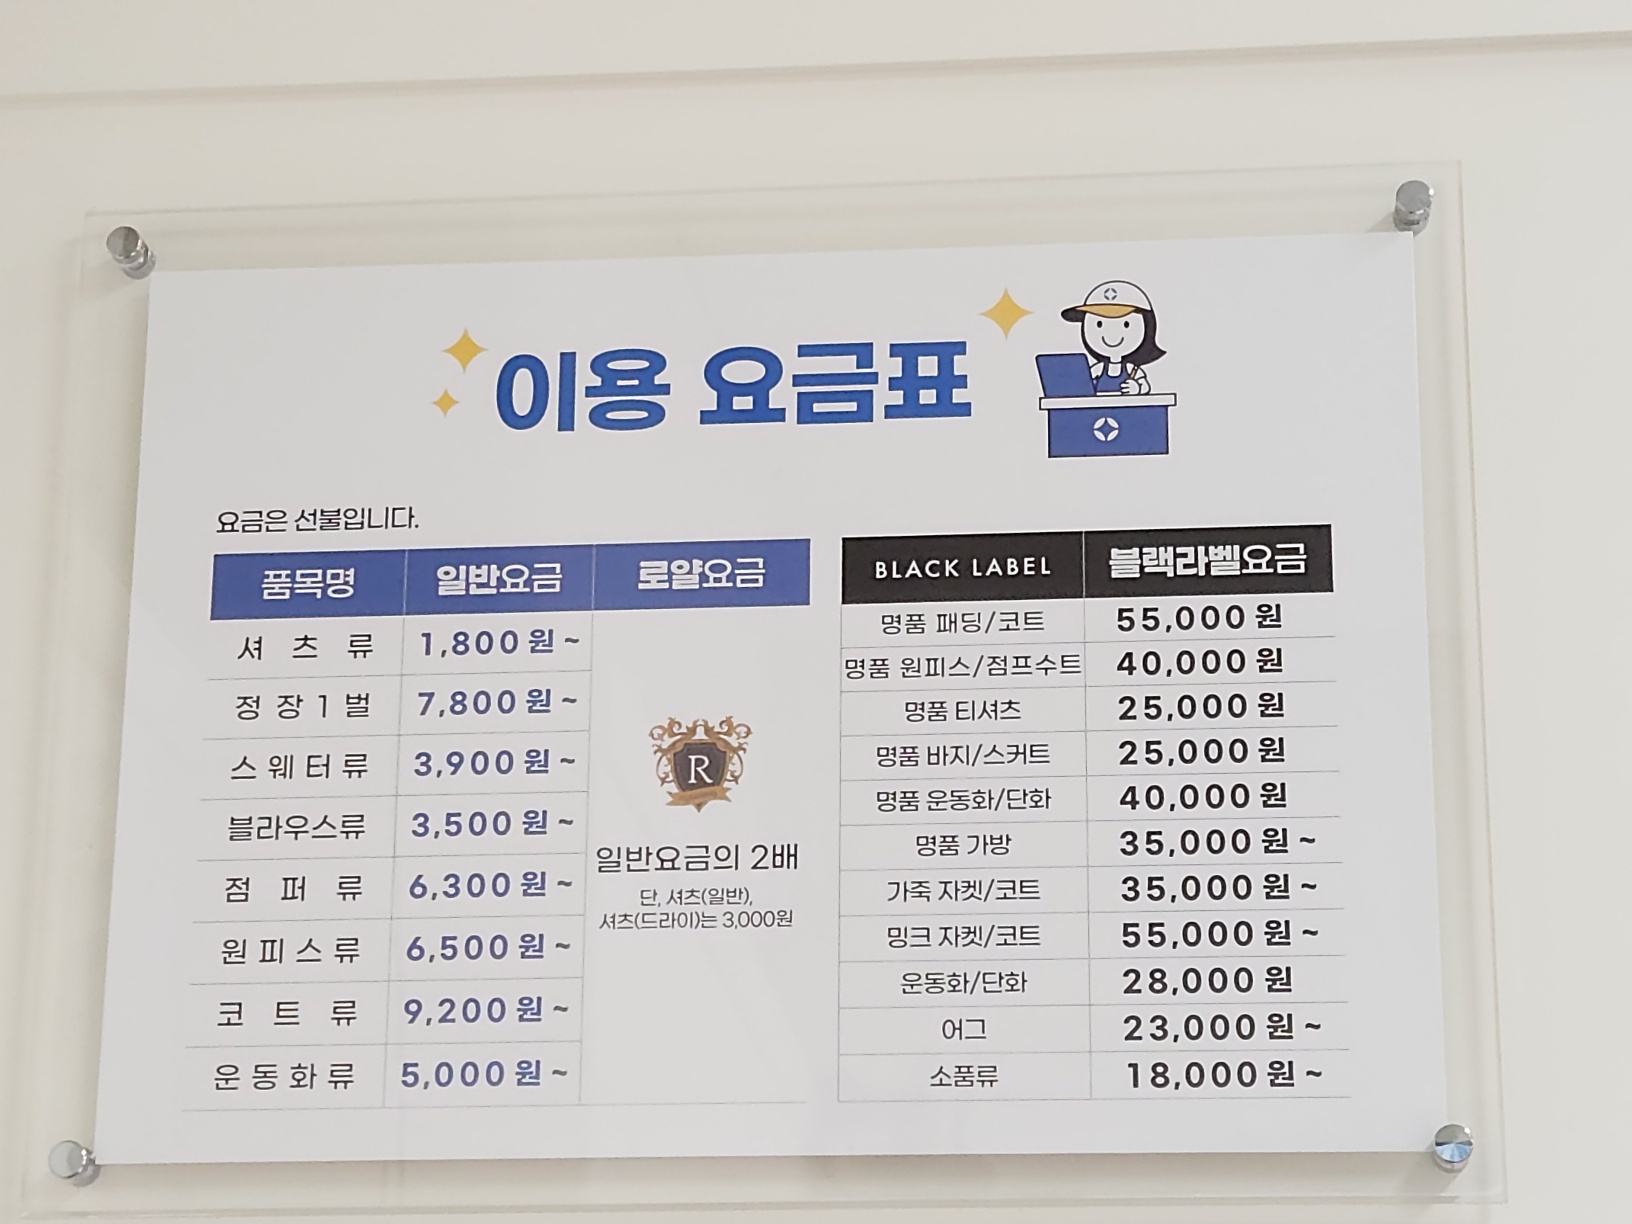 이용 요금표
요금은 선불입니다.
품목명 일반요금 로얄요금
셔츠류 1,800원~
정장1벌 7,800원~
스웨터류 3,900원~
블라우스류 3,500원~
점퍼류 6,300원~
원피스류 6,500원~
코트류 9,200원~
운동화류 5,000원~
R
일반요금의 2배
단, 셔츠(일반),
셔츠(드라이)는 3,000원
BLACK LABEL 블랙라벨요금
명품 패딩/코트 55,000원
명품 원피스/점프수트 40,000원
명품 티셔츠 25,000원
명품 바지/스커트 25,000원
명품 운동화/단화 40,000원
명품 가방 35,000원~
가죽 자켓/코트 35,000원~
밍크 자켓/코트 55,000원~
운동화/단화 28,000원
어그 23,000원~
소품류 18,000원~